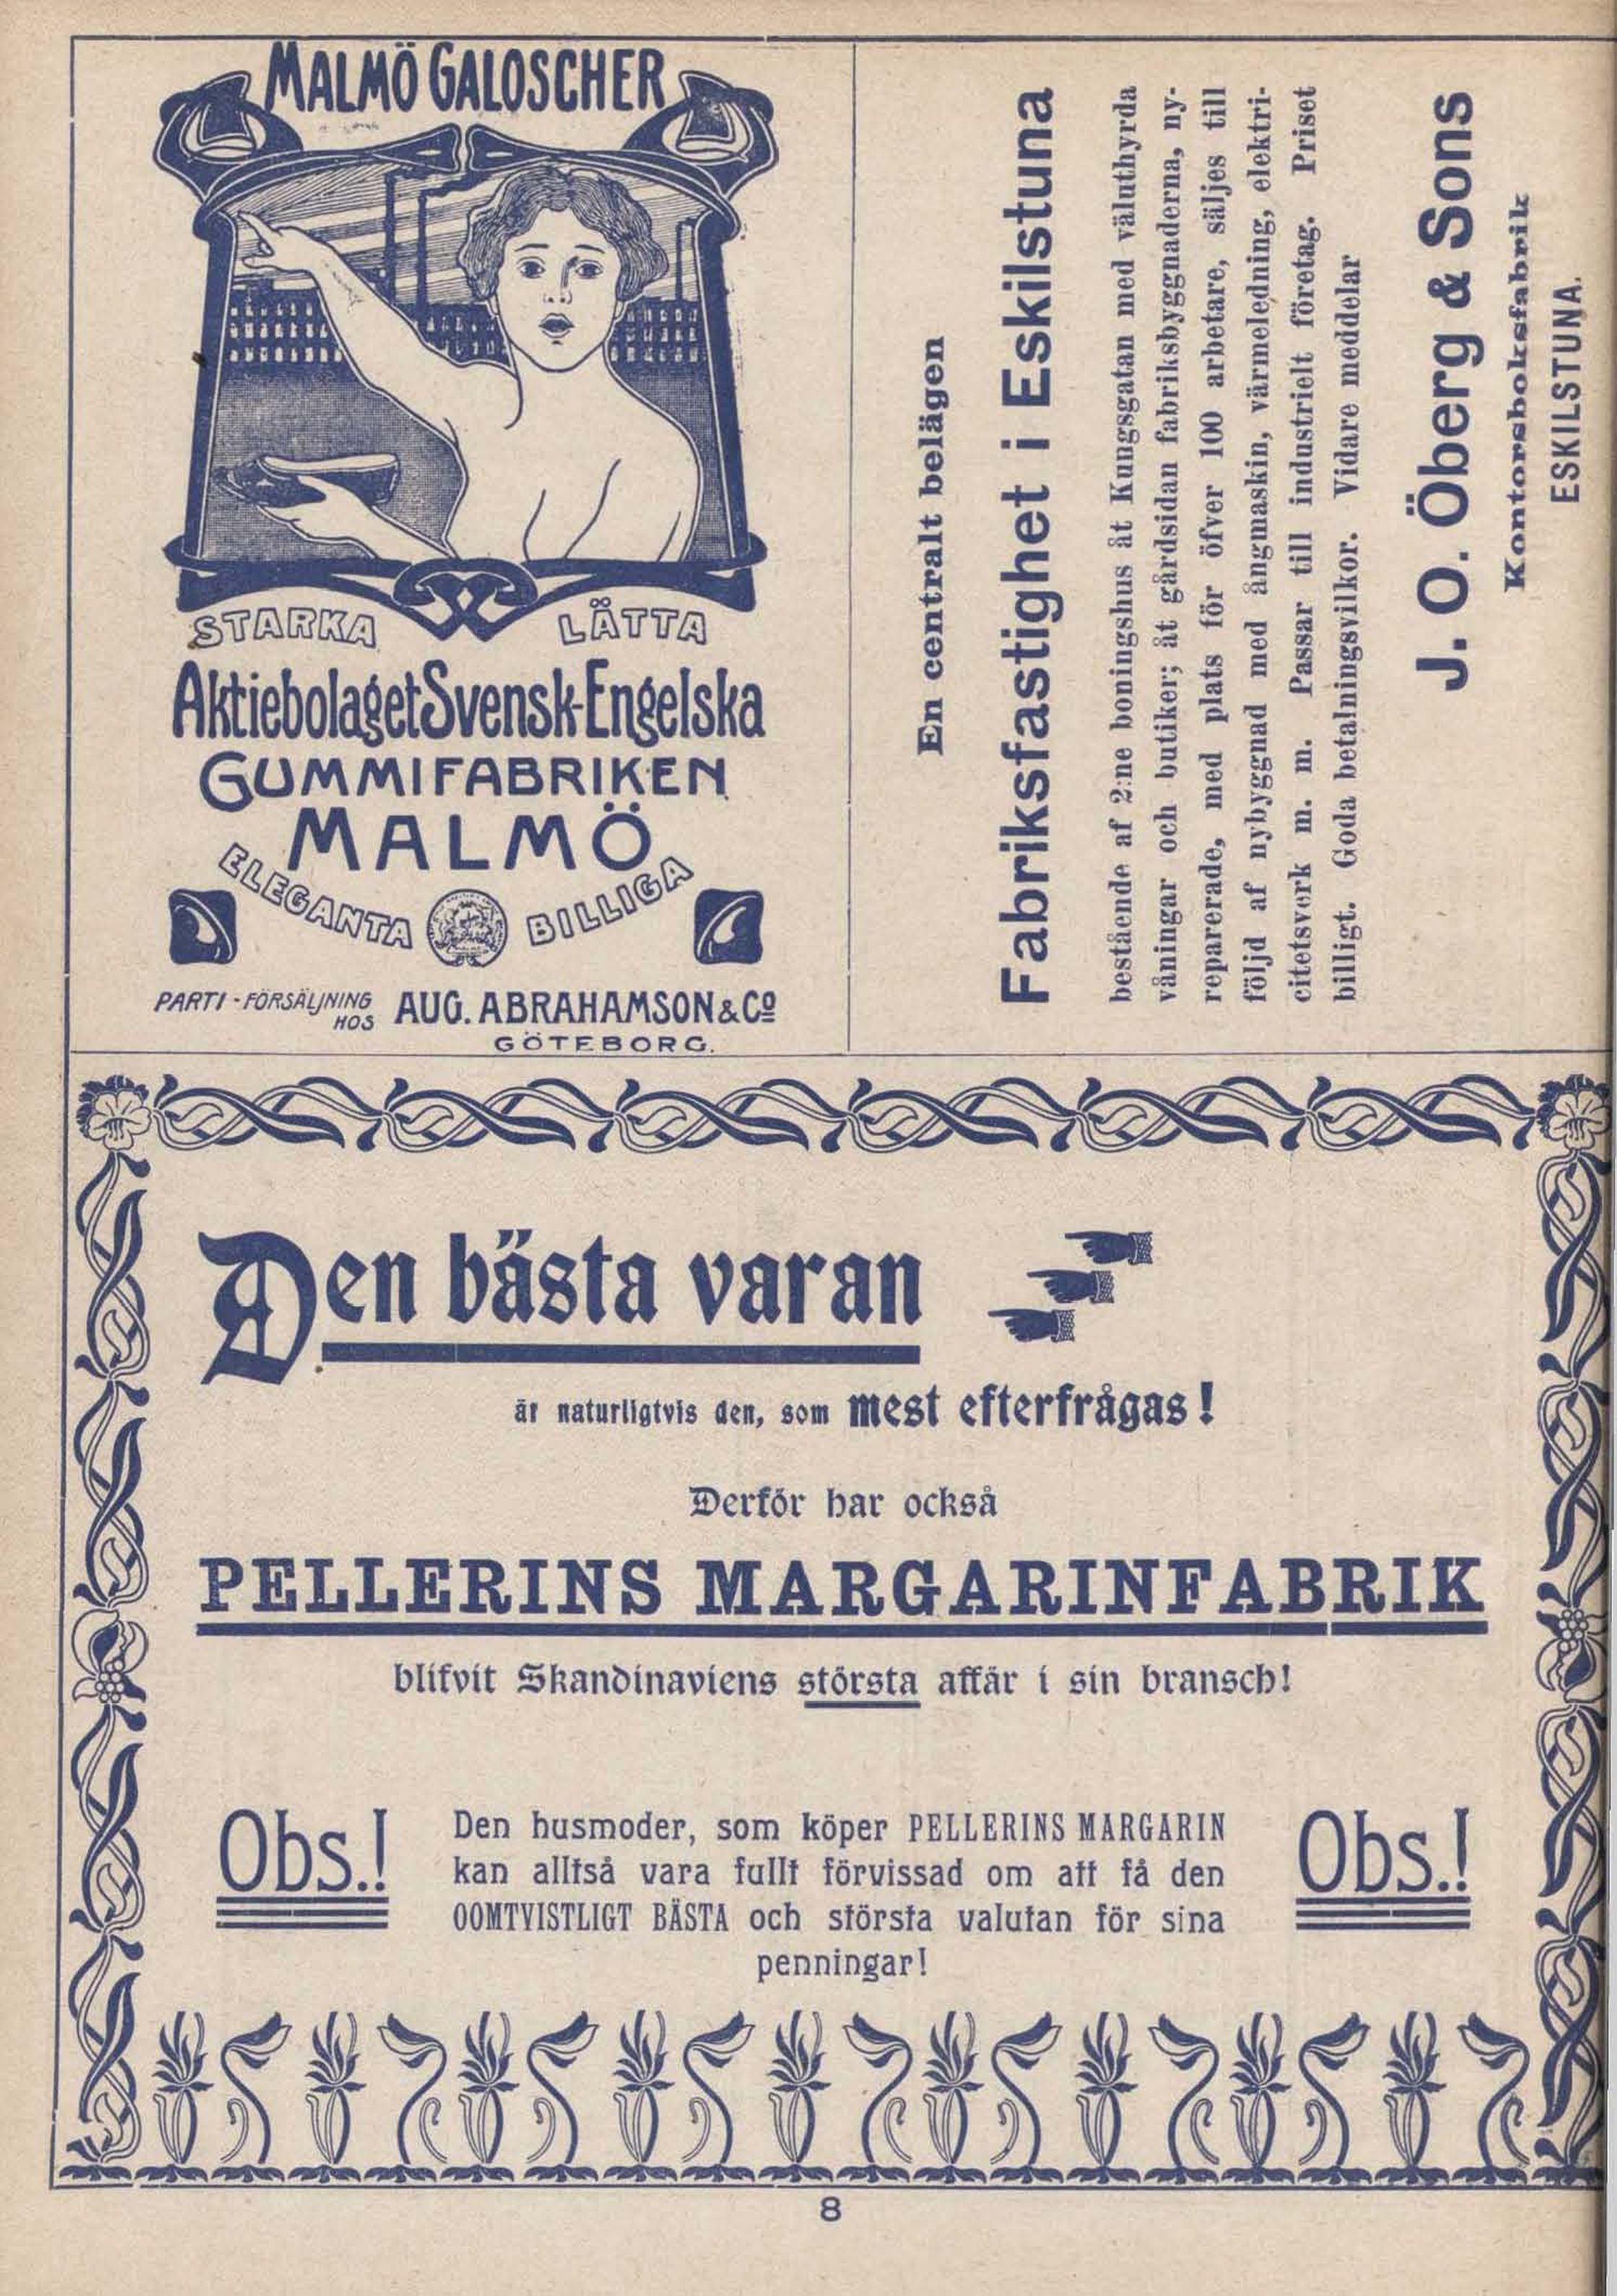 MALMÖ GALOSCHER
STARKA LÄTTA
Aktiebolaget Svensk-Engelska
GUMMIFABRIKEN
MALMÖ
ELEGANTA BILLIGA
PARTI-FÖRSÄLJNING
HOS AUG. ABRAHAMSON & Co
GÖTEBORG.
En centralt belägen
Fabriksfastighet i Eskilstuna
bestående af 2:ne boningshus åt Kungsgatan med väluthyrda
våningar och butiker; åt gårdsidan fabriksbyggnaderna, ny-
reparerade, med plats för öfver 100 arbetare, säljes till
följd af nybyggnad med ångmaskin, värmeledning, elektri-
citetsverk m. m. Passar till industrielt företag. Priset
billigt. Goda betalningsvilkor. Vidare meddelar
J. O. Öberg & Sons
Kontorsboksfabrik
ESKILSTUNA.
Den bästa varan
är naturligtvis den, som mest efterfrågas!
Derför har också
PELLERINS MARGARINFABRIK
blifvit Skandinaviens största affär i sin bransch!
Obs.! Obs.!
Den husmoder, som köper PELLERINS MARGARIN
kan alltså vara fullt förvissad om att få den
OOMTVISTLIGT BÄSTA och största valutan för sina
penningar!
8